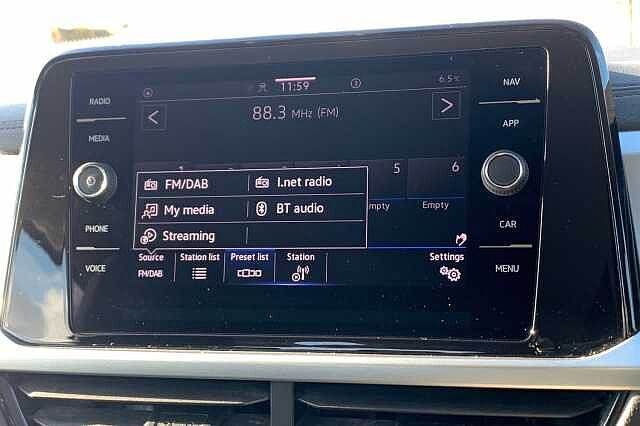 11:59
6.5°C
88.3 MHz (FM)
RADIO
MEDIA
PHONE
VOICE
NAV
APP
CAR
MENU
5
6
mpty
Empty
FM/DAB
I.net radio
My media
BT audio
Streaming
Source
FM/DAB
Station list
Preset list
Station
Settings